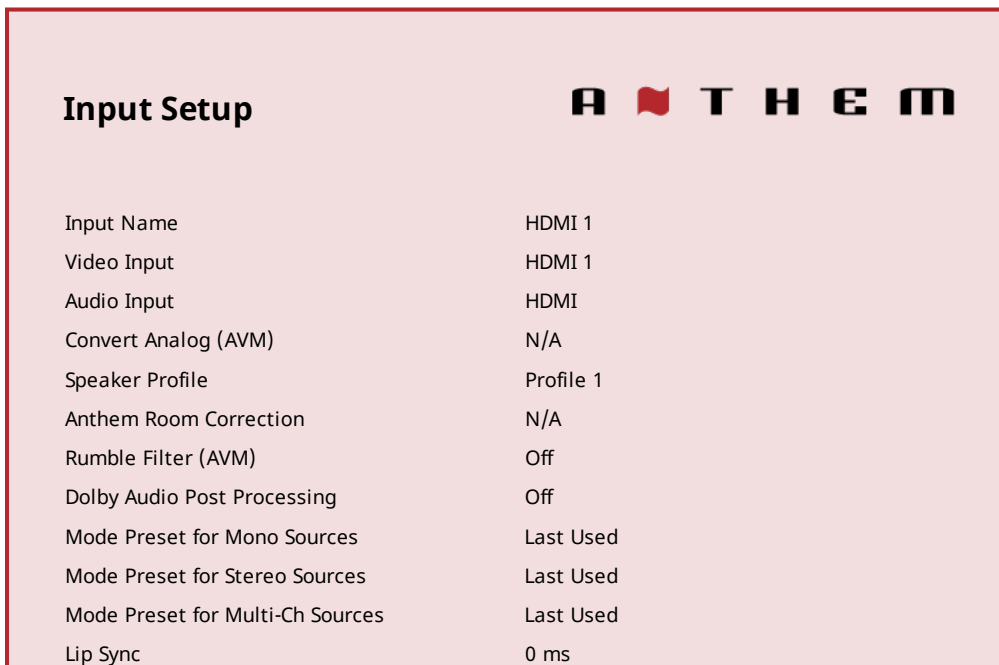 Input Setup
ANTHEM
Input Name HDMI 1
Video Input HDMI 1
Audio Input HDMI
Convert Analog (AVM) N/A
Speaker Profile Profile 1
Anthem Room Correction N/A
Rumble Filter (AVM) Off
Dolby Audio Post Processing Off
Mode Preset for Mono Sources Last Used
Mode Preset for Stereo Sources Last Used
Mode Preset for Multi-Ch Sources Last Used
Lip Sync 0 ms